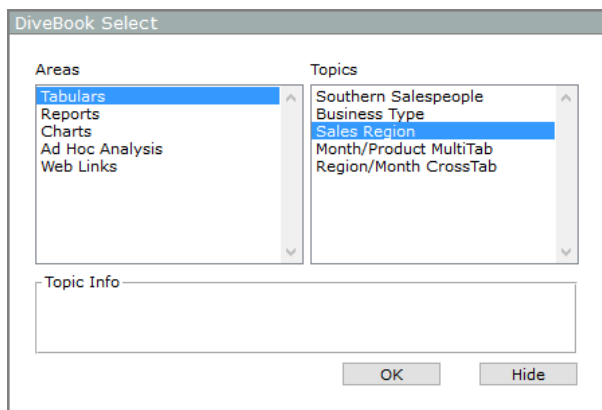 DiveBook Select
Areas
Tabulars
Reports
Charts
Ad Hoc Analysis
Web Links
Topics
Southern Salespeople
Business Type
Sales Region
Month/Product MultiTab
Region/Month CrossTab
Topic Info
OK
Hide